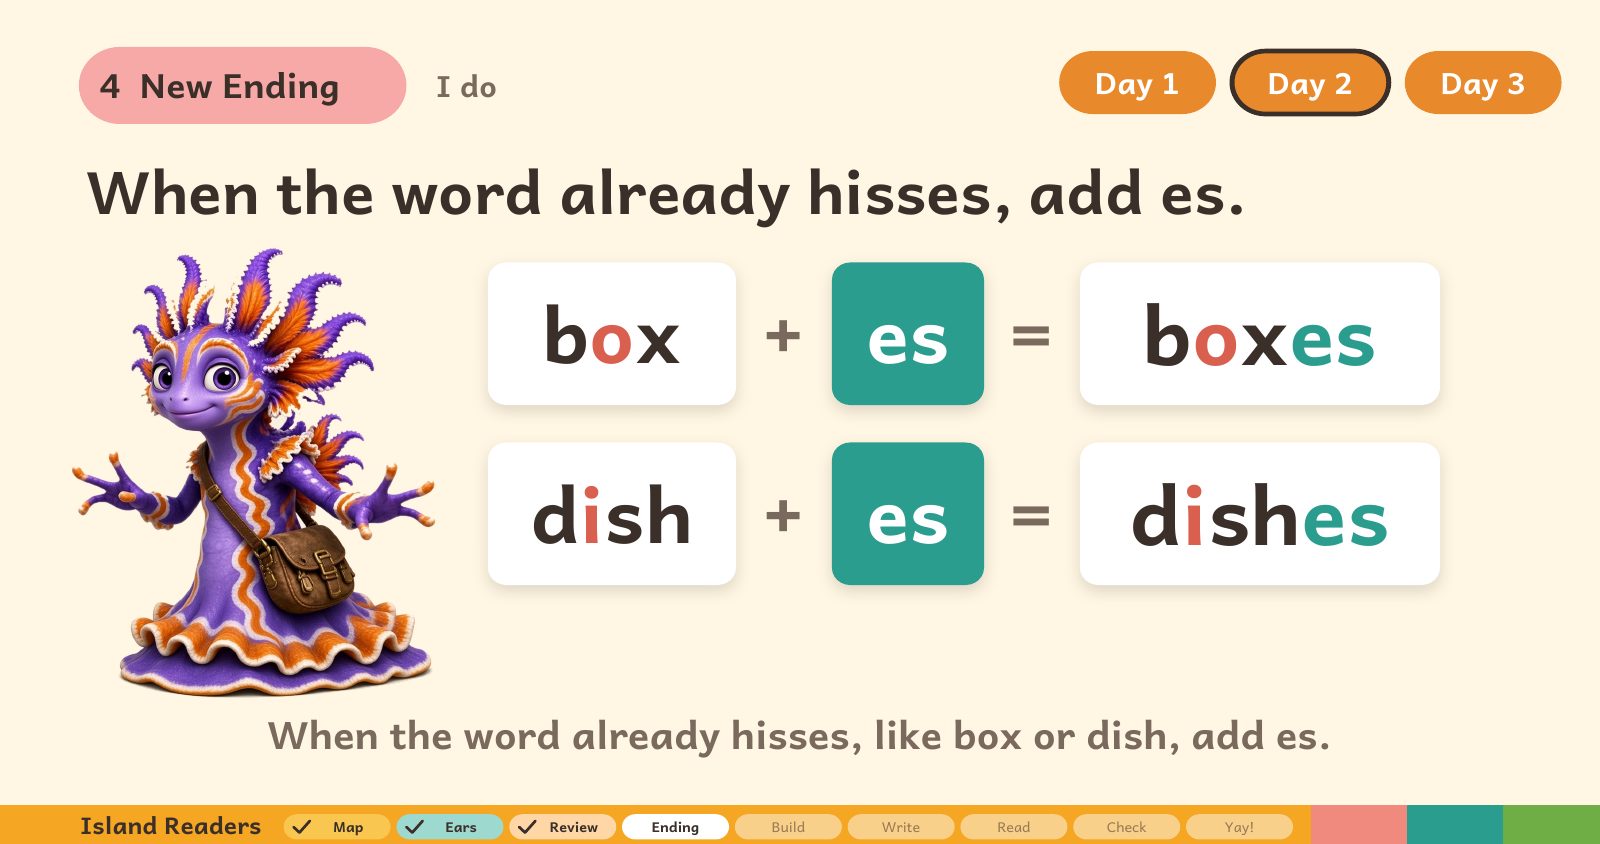 4 New Ending
I do
Day 1
Day 2
Day 3
When the word already hisses, add es.
box + es = boxes
dish + es = dishes
When the word already hisses, like box or dish, add es.
Island Readers
Map
Ears
Review
Ending
Build
Write
Read
Check
Yay!